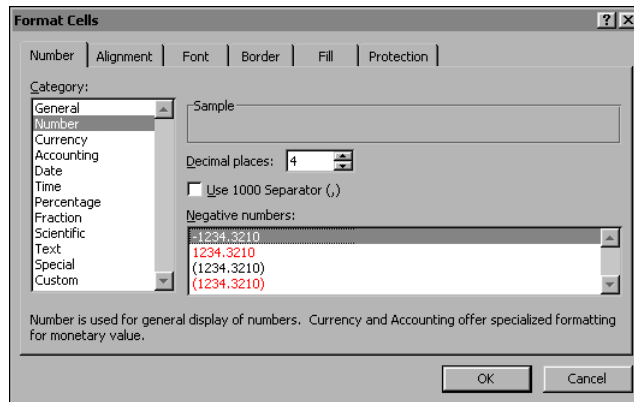 Format Cells
Number Alignment Font Border Fill Protection
Category:
General
Number
Currency
Accounting
Date
Time
Percentage
Fraction
Scientific
Text
Special
Custom
Sample
Decimal places: 4
Use 1000 Separator (,)
Negative numbers:
-1234.3210
1234.3210
(1234.3210)
(1234.3210)
Number is used for general display of numbers. Currency and Accounting offer specialized formatting
for monetary value.
OK Cancel